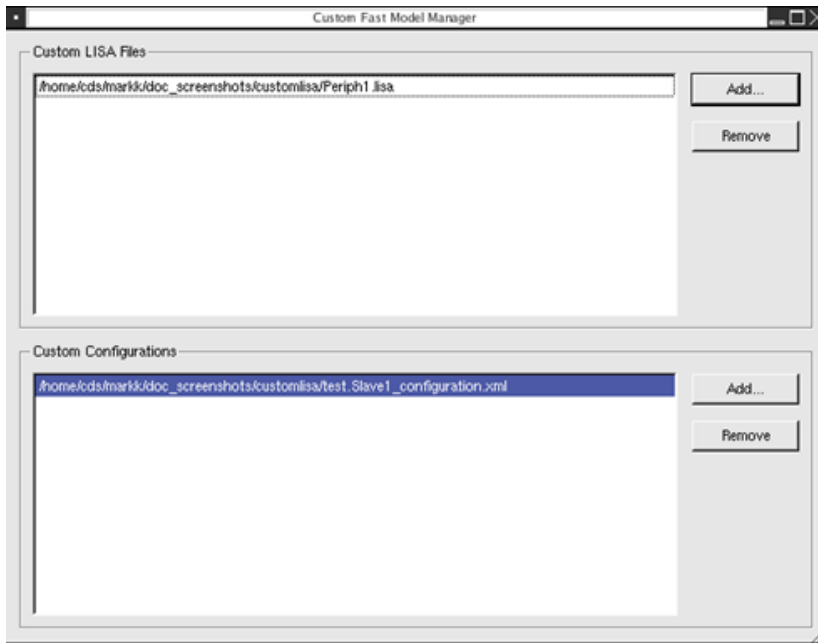 Custom Fast Model Manager
Custom LISA Files
/home/cds/markk/doc_screenshots/customlisa/Periph1.lisa
Add...
Remove
Custom Configurations
/home/cds/markk/doc_screenshots/customlisa/test.Slave1_configuration.xml
Add...
Remove